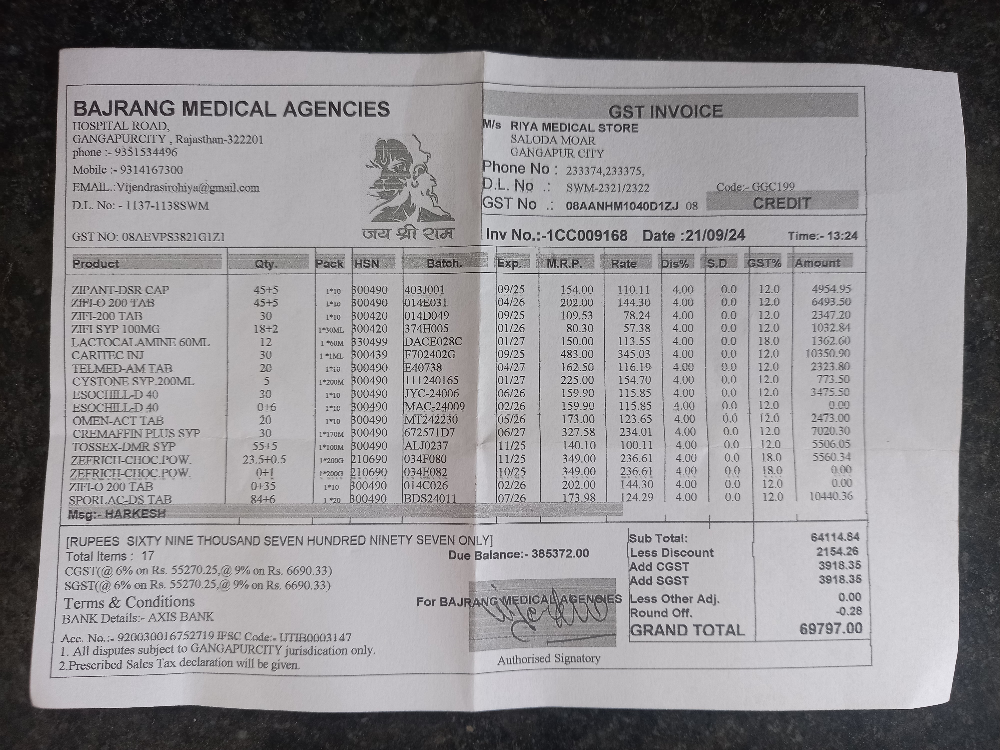 BAJRANG MEDICAL AGENCIES
HOSPITAL ROAD,
GANGAPURCITY , Rajasthan-322201
phone :- 9351534496
Mobile :- 9314167300
EMAIL.:Vijendrasirohiya@gmail.com
D.L. No: - 1137-1138SWM
GST NO: 08AEVPS3821G1Z1
जय श्री राम
GST INVOICE
M/s RIYA MEDICAL STORE
SALODA MOAR
GANGAPUR CITY
Phone No : 233374,233375,
D.L. No .: SWM-2321/2322 Code:- GGC199
GST No .: 08AANHM1040D1ZJ 08 CREDIT
Inv No.:-1CC009168 Date :21/09/24 Time:- 13:24
Product Qty. Pack HSN Batch. Exp. M.R.P. Rate Dis% S.D GST% Amount
ZIPANT-DSR CAP 45+5 1*10 300490 403J001 09/25 154.00 110.11 4.00 0.0 12.0 4954.95
ZIFI-O 200 TAB 45+5 1*10 300490 014E031 04/26 202.00 144.30 4.00 0.0 12.0 6493.50
ZIFI-200 TAB 30 1*10 300420 014D049 09/25 109.53 78.24 4.00 0.0 12.0 2347.20
ZIFI SYP 100MG 18+2 1*30ML 300420 374H005 01/26 80.30 57.38 4.00 0.0 12.0 1032.84
LACTOCALAMINE 60ML 12 1*60M 330499 DACE028C 01/27 150.00 113.55 4.00 0.0 18.0 1362.60
CARITEC INJ 30 1*1ML 300439 F702402G 09/25 483.00 345.03 4.00 0.0 12.0 10350.90
TELMED-AM TAB 20 1*10 300490 E40738 04/27 162.50 116.19 4.00 0.0 12.0 2323.80
CYSTONE SYP.200ML 5 1*200M 300490 111240165 01/27 225.00 154.70 4.00 0.0 12.0 773.50
ESOCHILL-D 40 30 1*10 300490 JYC-24006 06/26 159.90 115.85 4.00 0.0 12.0 3475.50
ESOCHILL-D 40 0+6 1*10 300490 MAC-24009 02/26 159.90 115.85 4.00 0.0 12.0 0.00
OMEN-ACT TAB 20 1*10 300490 MT242230 05/26 173.00 123.65 4.00 0.0 12.0 2473.00
CREMAFFIN PLUS SYP 30 1*170M 300490 672571D7 06/27 327.58 234.01 4.00 0.0 12.0 7020.30
TOSSEX-DMR SYP 55+5 1*100M 300490 ALJ0237 11/25 140.10 100.11 4.00 0.0 12.0 5506.05
ZEFRICH-CHOC.POW. 23.5+0.5 1*200G 210690 034F080 11/25 349.00 236.61 4.00 0.0 18.0 5560.34
ZEFRICH-CHOC.POW. 0+1 1*200G 210690 034E082 10/25 349.00 236.61 4.00 0.0 18.0 0.00
ZIFI-O 200 TAB 0+35 1*10 300490 014C026 02/26 202.00 144.30 4.00 0.0 12.0 0.00
SPORLAC-DS TAB 84+6 1*20 300490 BDS24011 07/26 173.98 124.29 4.00 0.0 12.0 10440.36
Msg:- HARKESH
[RUPEES SIXTY NINE THOUSAND SEVEN HUNDRED NINETY SEVEN ONLY]
Total Items : 17 Due Balance:- 385372.00
CGST(@ 6% on Rs. 55270.25,@ 9% on Rs. 6690.33)
SGST(@ 6% on Rs. 55270.25,@ 9% on Rs. 6690.33)
Terms & Conditions
BANK Details:- AXIS BANK
Acc. No.:- 920030016752719 IFSC Code:- UTIB0003147
1. All disputes subject to GANGAPURCITY jurisdication only.
2.Prescribed Sales Tax declaration will be given.
For BAJRANG MEDICAL AGENCIES
Authorised Signatory
Sub Total: 64114.84
Less Discount 2154.26
Add CGST 3918.35
Add SGST 3918.35
Less Other Adj. 0.00
Round Off. -0.28
GRAND TOTAL 69797.00